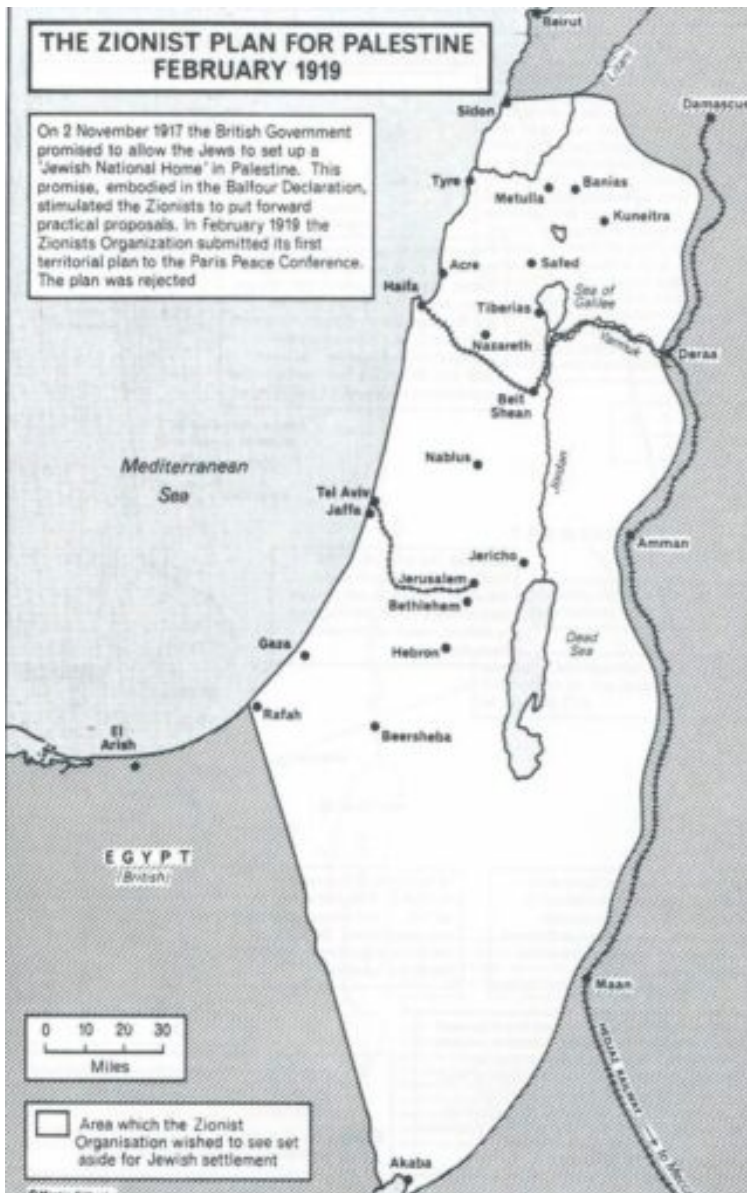 THE ZIONIST PLAN FOR PALESTINE
FEBRUARY 1919
On 2 November 1917 the British Government
promised to allow the Jews to set up a
"Jewish National Home" in Palestine. This
promise, embodied in the Balfour Declaration,
stimulated the Zionists to put forward
practical proposals. In February 1919 the
Zionists Organization submitted its first
territorial plan to the Paris Peace Conference.
The plan was rejected
Beirut
Litani
Sidon
Damascus
Tyre
Metulla
Banias
Kuneitra
Acre
Safed
Haifa
Tiberias
Sea of
Galilee
Nazareth
Yarmuk
Deraa
Beit
Shean
Mediterranean
Sea
Nablus
Jordan
Tel Aviv
Jaffa
Amman
Jericho
Jerusalem
Bethlehem
Gaza
Hebron
Dead
Sea
Rafah
El
Arish
Beersheba
EGYPT
(British)
Maan
0 10 20 30
Miles
HEDJAZ RAILWAY
to Mecca
Area which the Zionist
Organisation wished to see set
aside for Jewish settlement
Akaba